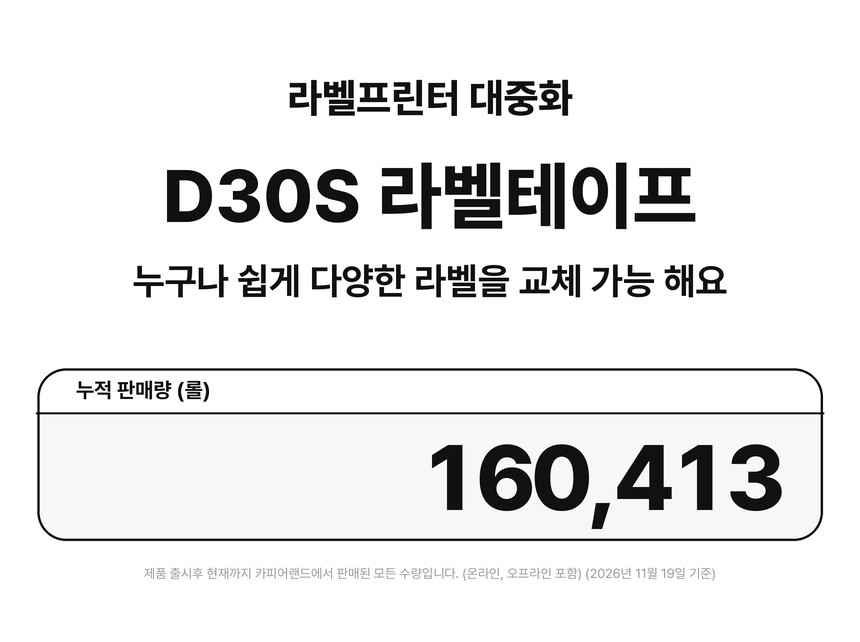 라벨프린터 대중화
D30S 라벨테이프
누구나 쉽게 다양한 라벨을 교체 가능 해요
누적 판매량 (롤)
160,413
제품 출시후 현재까지 카피어랜드에서 판매된 모든 수량입니다. (온라인, 오프라인 포함) (2026년 11월 19일 기준)